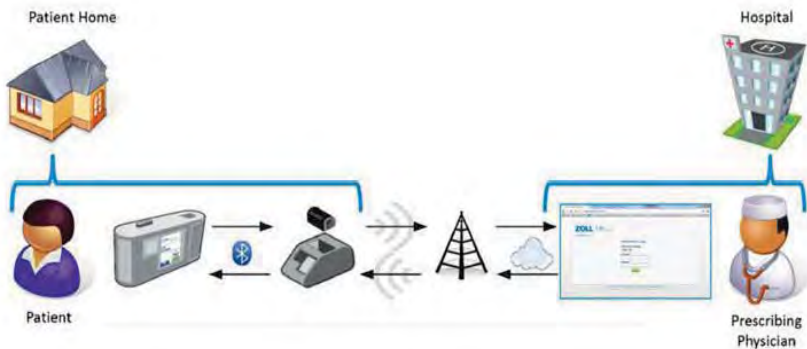 Patient Home
Hospital
H
ZOLL
Patient
Prescribing
Physician